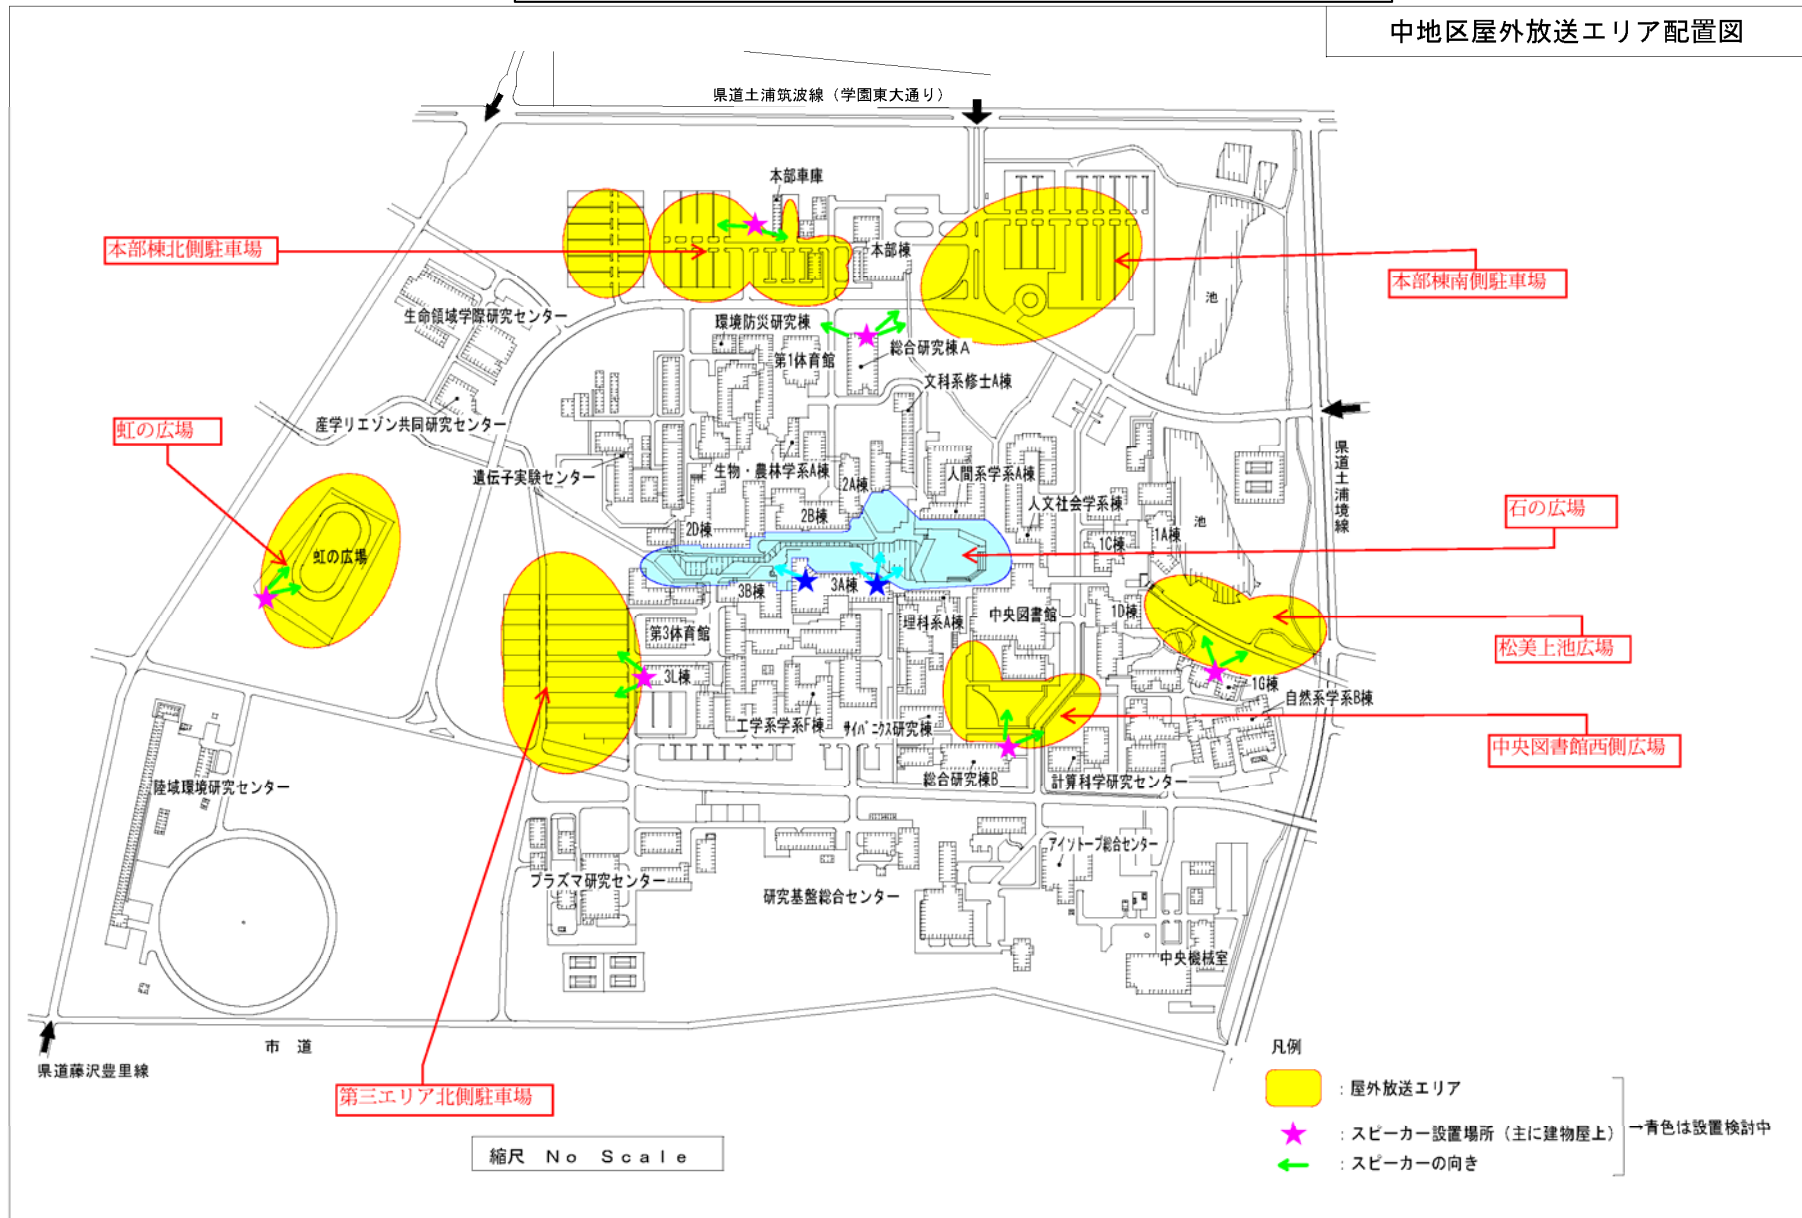 中地区屋外放送エリア配置図
県道土浦筑波線（学園東大通り）
本部車庫
本部棟北側駐車場
本部棟
本部棟南側駐車場
池
生命領域学際研究センター
環境防災研究棟
総合研究棟A
第1体育館
文科系修士A棟
虹の広場
産学リエゾン共同研究センター
県道土浦境線
遺伝子実験センター
生物・農林学系A棟
2A棟
人間系学系A棟
石の広場
2B棟
人文社会学系棟
池
2D棟
1C棟
1A棟
虹の広場
3B棟
3A棟
理科系A棟
中央図書館
1D棟
第3体育館
松美上池広場
3L棟
1G棟
自然系学系B棟
工学系学系F棟
サイバニクス研究棟
中央図書館西側広場
陸域環境研究センター
総合研究棟B
計算科学研究センター
アイソトープ総合センター
プラズマ研究センター
研究基盤総合センター
中央機械室
市　道
県道藤沢豊里線
第三エリア北側駐車場
凡例
：屋外放送エリア
：スピーカー設置場所（主に建物屋上）
→青色は設置検討中
：スピーカーの向き
縮尺　Ｎｏ　Ｓｃａｌｅ